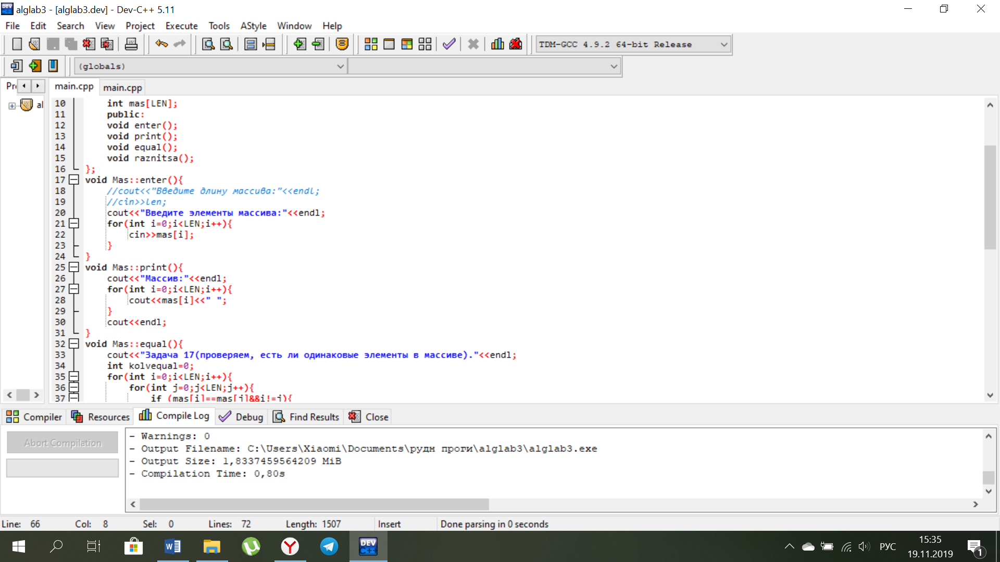 alglab3 - [alglab3.dev] - Dev-C++ 5.11
File Edit Search View Project Execute Tools AStyle Window Help
TDM-GCC 4.9.2 64-bit Release
(globals)
main.cpp main.cpp
al
10 int mas[LEN];
11 public:
12 void enter();
13 void print();
14 void equal();
15 void raznitsa();
16 };
17 void Mas::enter(){
18 //cout<<"Введите длину массива:"<<endl;
19 //cin>>len;
20 cout<<"Введите элементы массива:"<<endl;
21 for(int i=0;i<LEN;i++){
22 cin>>mas[i];
23 }
24 }
25 void Mas::print(){
26 cout<<"Массив:"<<endl;
27 for(int i=0;i<LEN;i++){
28 cout<<mas[i]<<" ";
29 }
30 cout<<endl;
31 }
32 void Mas::equal(){
33 cout<<"Задача 17(проверяем, есть ли одинаковые элементы в массиве)."<<endl;
34 int kolvequal=0;
35 for(int i=0;i<LEN;i++){
36 for(int j=0;j<LEN;j++){
37 if (mas[i]==mas[j]&&i!=j){
Compiler Resources Compile Log Debug Find Results Close
Abort Compilation
- Warnings: 0
- Output Filename: C:\Users\Xiaomi\Documents\рудн проги\alglab3\alglab3.exe
- Output Size: 1,8337459564209 MiB
- Compilation Time: 0,80s
Line: 66 Col: 8 Sel: 0 Lines: 72 Length: 1507 Insert Done parsing in 0 seconds
DEV C++
РУС
15:35
19.11.2019
1